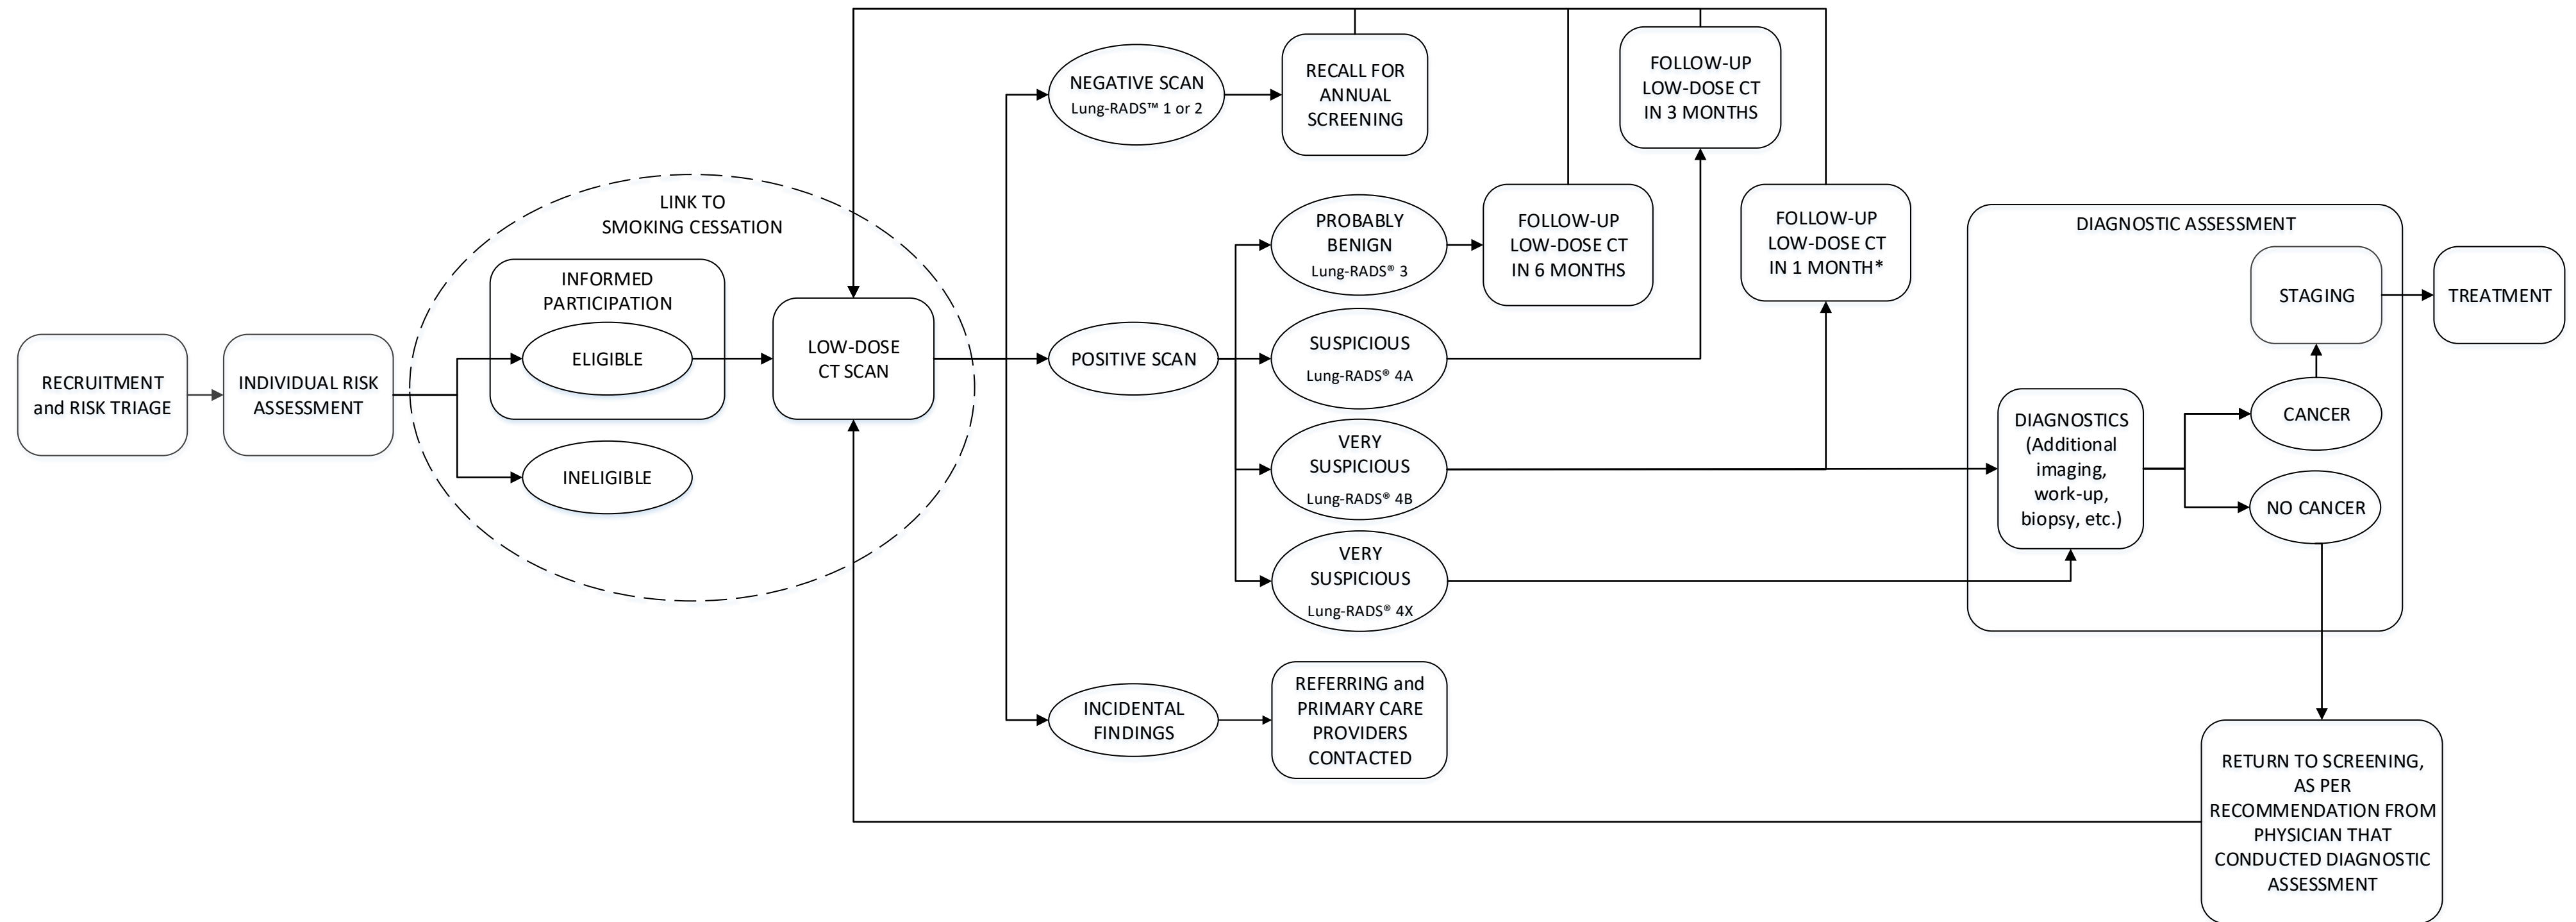 RECRUITMENT
and RISK TRIAGE
INDIVIDUAL RISK
ASSESSMENT
LINK TO
SMOKING CESSATION
INFORMED
PARTICIPATION
ELIGIBLE
INELIGIBLE
LOW-DOSE
CT SCAN
NEGATIVE SCAN
Lung-RADS™ 1 or 2
RECALL FOR
ANNUAL
SCREENING
POSITIVE SCAN
PROBABLY
BENIGN
Lung-RADS® 3
FOLLOW-UP
LOW-DOSE CT
IN 6 MONTHS
SUSPICIOUS
Lung-RADS® 4A
FOLLOW-UP
LOW-DOSE CT
IN 3 MONTHS
VERY
SUSPICIOUS
Lung-RADS® 4B
FOLLOW-UP
LOW-DOSE CT
IN 1 MONTH*
VERY
SUSPICIOUS
Lung-RADS® 4X
INCIDENTAL
FINDINGS
REFERRING and
PRIMARY CARE
PROVIDERS
CONTACTED
DIAGNOSTIC ASSESSMENT
DIAGNOSTICS
(Additional
imaging,
work-up,
biopsy, etc.)
CANCER
NO CANCER
STAGING
TREATMENT
RETURN TO SCREENING,
AS PER
RECOMMENDATION FROM
PHYSICIAN THAT
CONDUCTED DIAGNOSTIC
ASSESSMENT